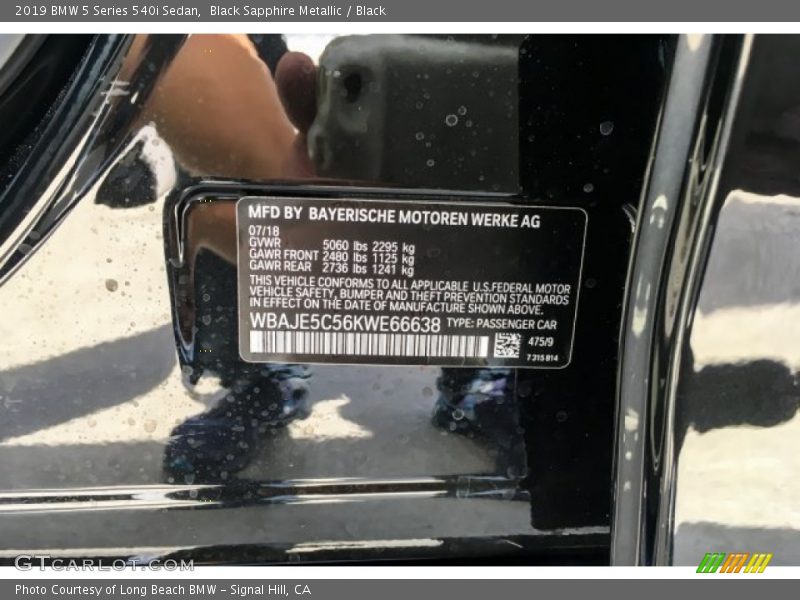 2019 BMW 5 Series 540i Sedan,  Black Sapphire Metallic / Black
MFD BY BAYERISCHE MOTOREN WERKE AG
07/18
GVWR 5060 lbs 2295 kg
GAWR FRONT 2480 lbs 1125 kg
GAWR REAR 2736 lbs 1241 kg
THIS VEHICLE CONFORMS TO ALL APPLICABLE U.S.FEDERAL MOTOR
VEHICLE SAFETY, BUMPER AND THEFT PREVENTION STANDARDS
IN EFFECT ON THE DATE OF MANUFACTURE SHOWN ABOVE.
WBAJE5C56KWE66638 TYPE: PASSENGER CAR
475/9
7 315 814
GTCARLOT.COM
Photo Courtesy of Long Beach BMW - Signal Hill, CA